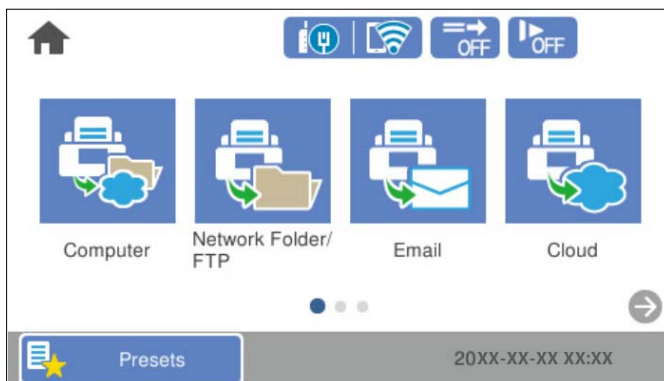 OFF
OFF
Computer
Network Folder/
FTP
Email
Cloud
Presets
20XX-XX-XX XX:XX